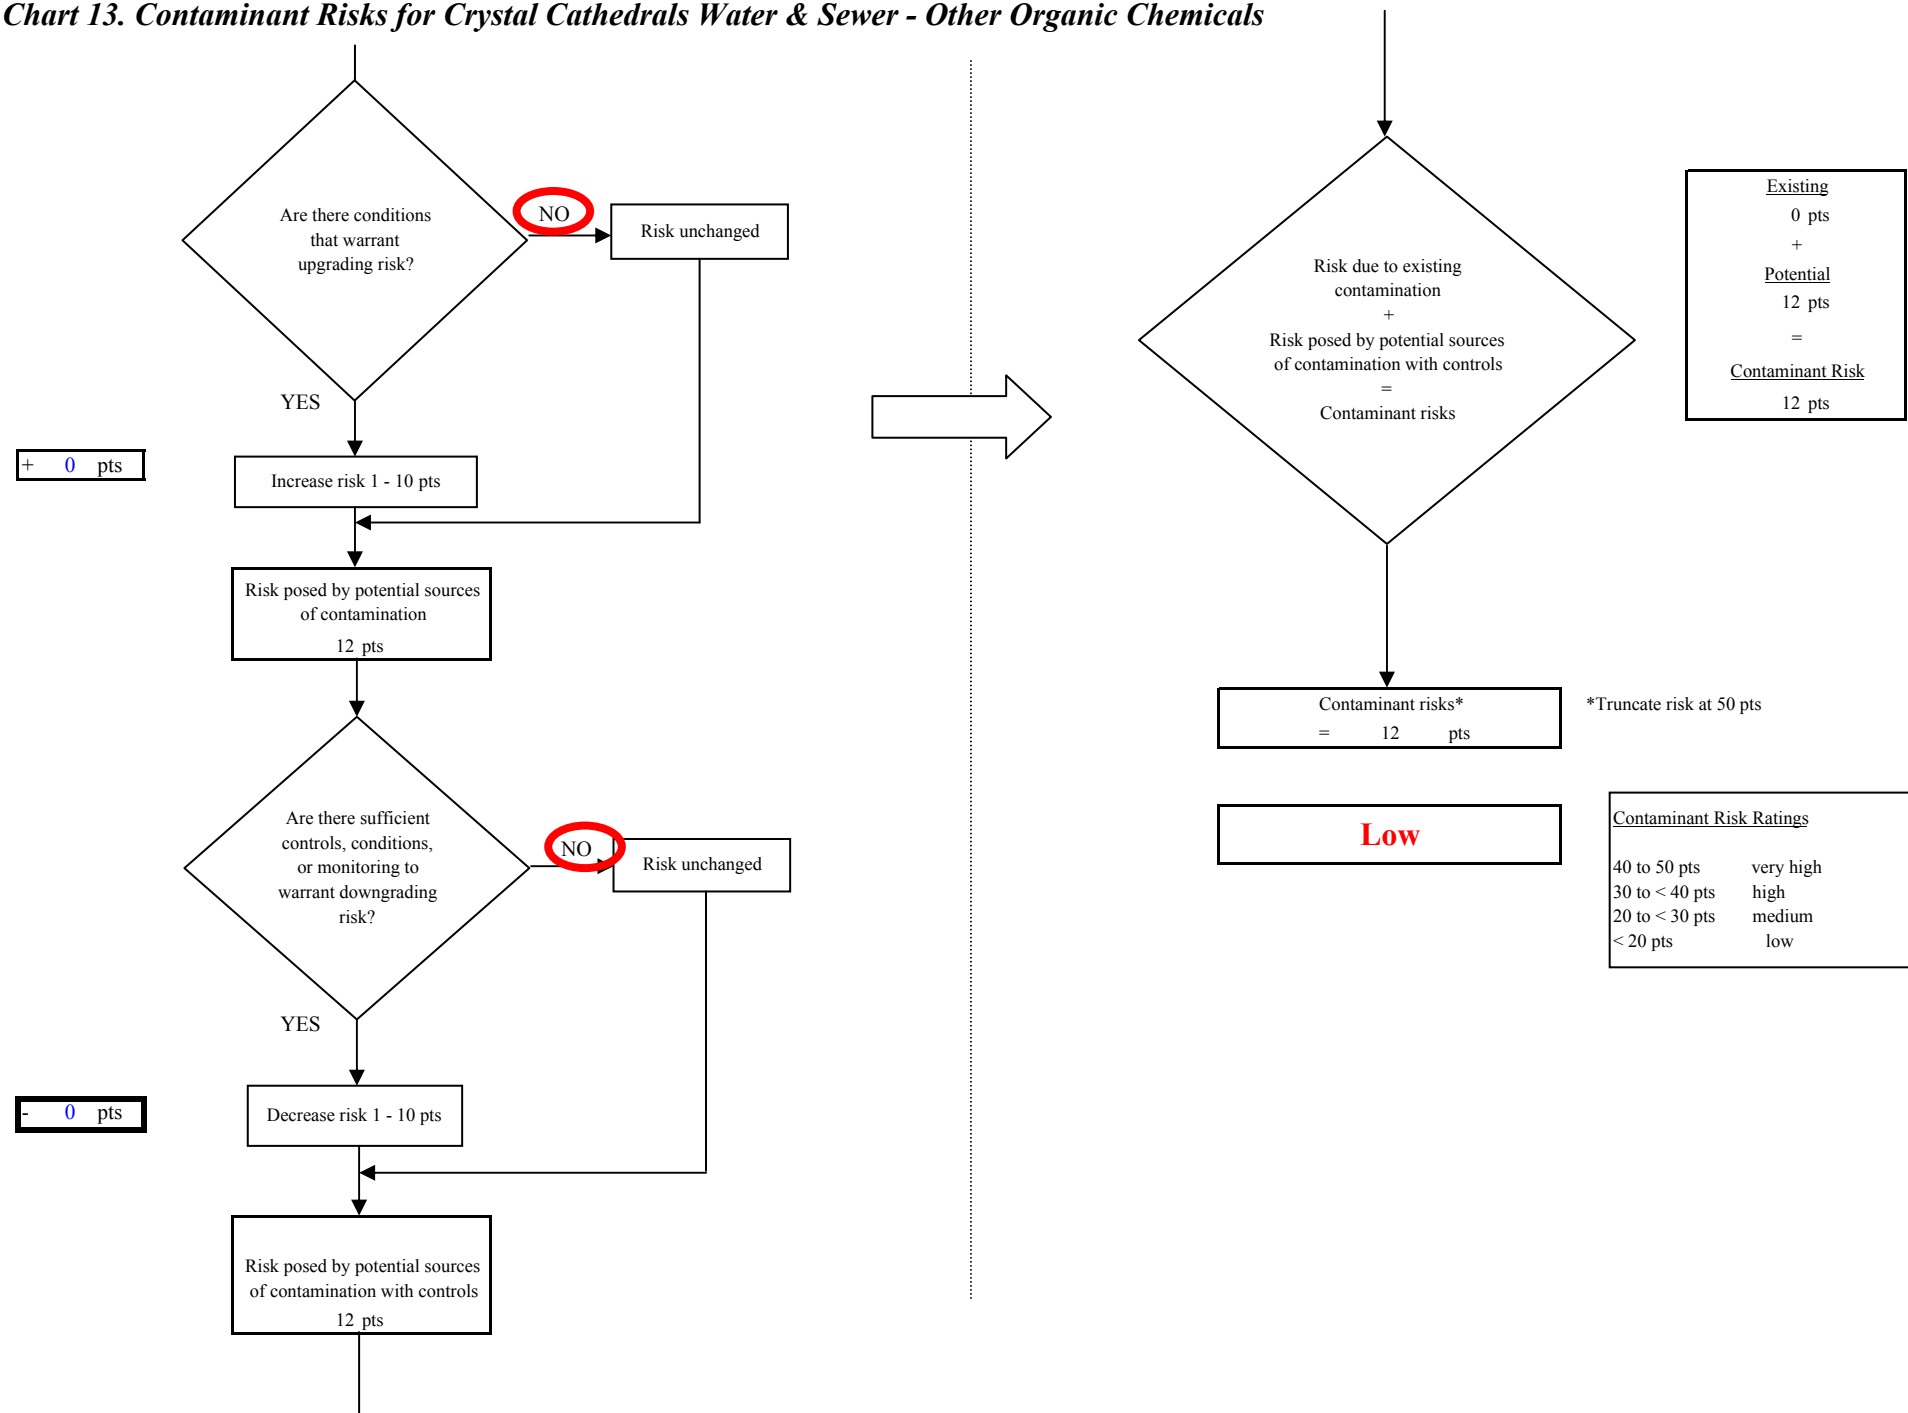 Chart 13. Contaminant Risks for Crystal Cathedrals Water & Sewer - Other Organic Chemicals
Are there conditions
that warrant
upgrading risk?
NO
Risk unchanged
YES
+ 0 pts
Increase risk 1 - 10 pts
Risk posed by potential sources
of contamination
12 pts
Are there sufficient
controls, conditions,
or monitoring to
warrant downgrading
risk?
NO
Risk unchanged
YES
- 0 pts
Decrease risk 1 - 10 pts
Risk posed by potential sources
of contamination with controls
12 pts
Risk due to existing
contamination
+
Risk posed by potential sources
of contamination with controls
=
Contaminant risks
Existing
0 pts
+
Potential
12 pts
=
Contaminant Risk
12 pts
Contaminant risks*
= 12 pts
*Truncate risk at 50 pts
Low
Contaminant Risk Ratings
40 to 50 pts very high
30 to < 40 pts high
20 to < 30 pts medium
< 20 pts low